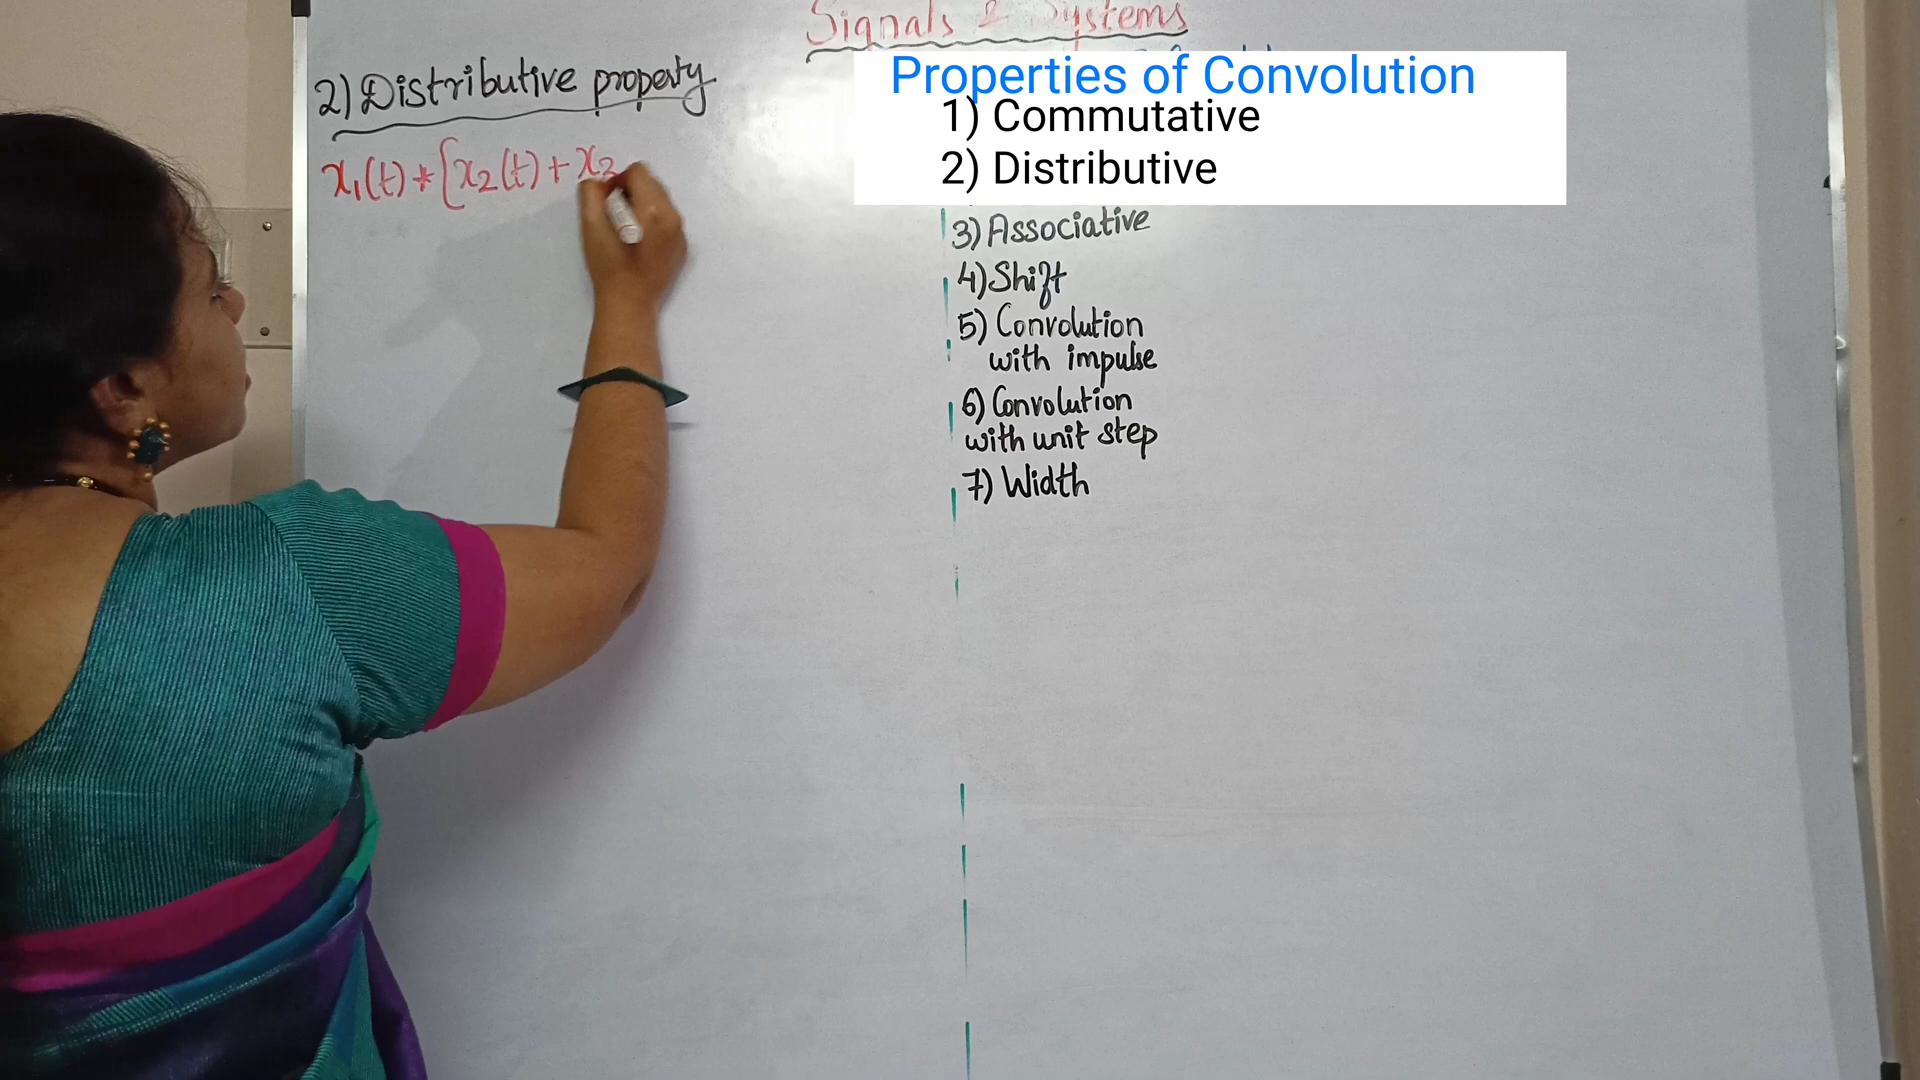 Signals & Systems
2) Distributive property
x₁(t) * [x₂(t) + x₃
Properties of Convolution
1) Commutative
2) Distributive
3) Associative
4) Shift
5) Convolution
with impulse
6) Convolution
with unit step
7) Width